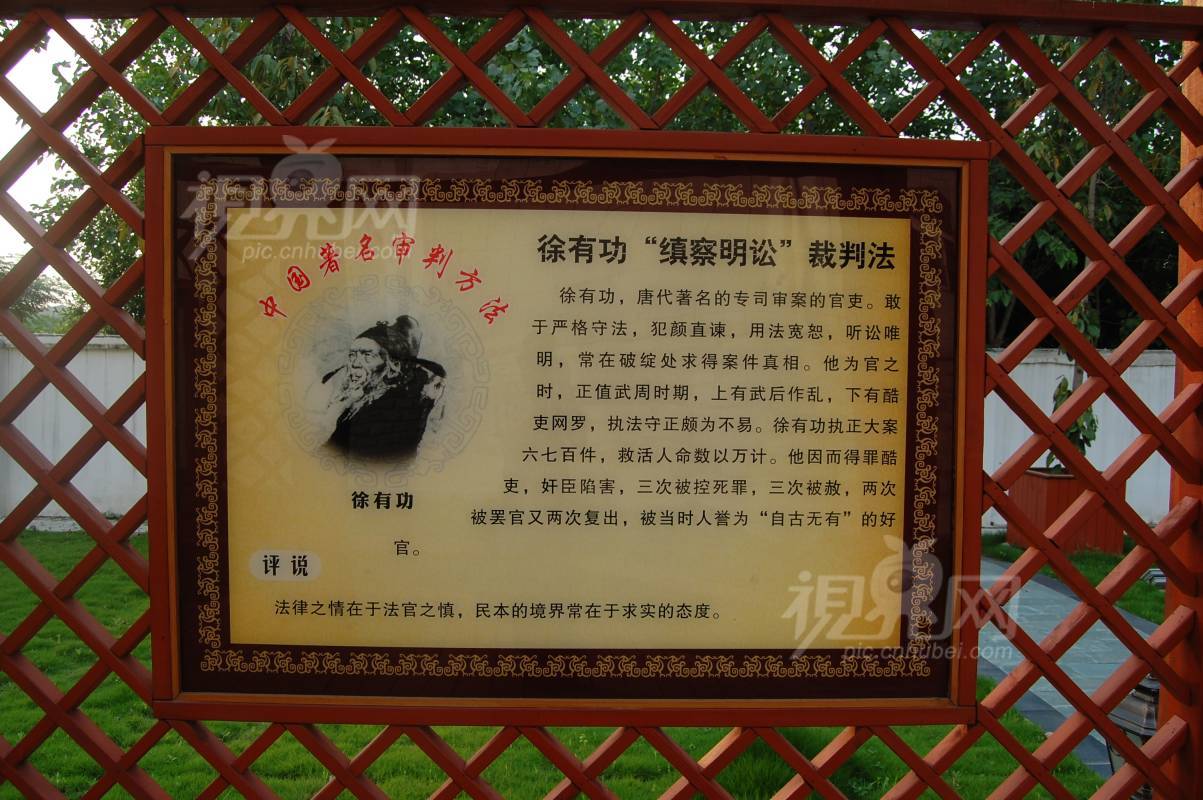 中国著名审判方法
徐有功“缜察明讼”裁判法
徐有功，唐代著名的专司审案的官吏。敢
于严格守法，犯颜直谏，用法宽恕，听讼唯
明，常在破绽处求得案件真相。他为官之
时，正值武周时期，上有武后作乱，下有酷
吏网罗，执法守正颇为不易。徐有功执正大案
六七百件，救活人命数以万计。他因而得罪酷
吏，奸臣陷害，三次被控死罪，三次被赦，两次
被罢官又两次复出，被当时人誉为“自古无有”的好
官。
徐有功
评说
法律之情在于法官之慎，民本的境界常在于求实的态度。
视界网
pic.cnhubei.com
视界网
pic.cnhubei.com